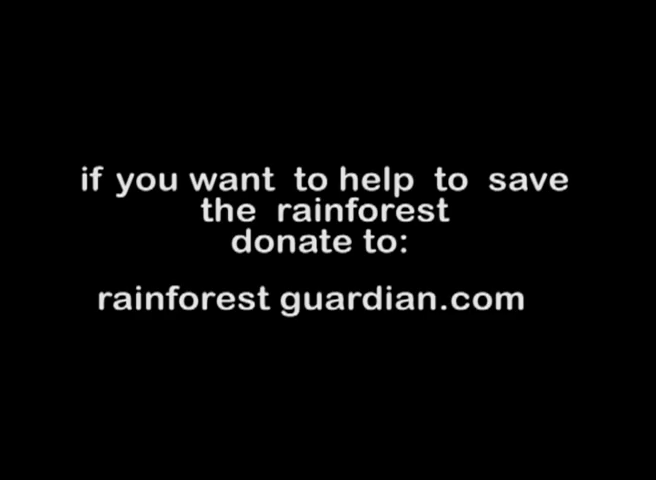 if you want to help to save
the rainforest
donate to:
rainforest guardian.com